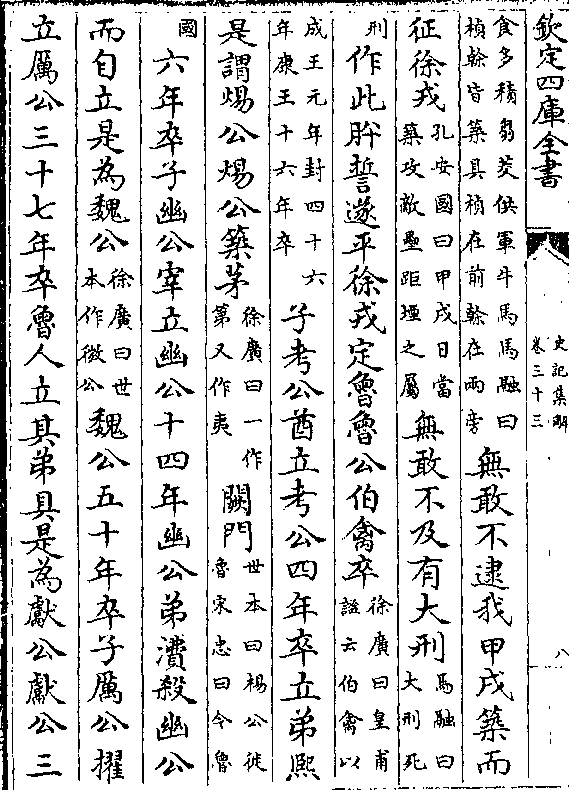 欽定四庫全書
史記集解
卷三十三
八
食多積芻茭供軍牛馬馬融曰
楨榦皆築具楨在前榦在兩旁
無敢不逮我甲戌築而
征徐戎
孔安國曰甲戌日當
築攻敵壘距堙之屬
無敢不及有大刑
馬融曰
大刑死
刑
作此肸誓遂平徐戎定魯魯公伯禽卒
徐廣曰皇甫
謐云伯禽以
成王元年封四十六
年康王十六年卒
子考公酋立考公四年卒立弟熙
是謂煬公煬公築茅
徐廣曰一作
第又作夷
闕門
世本曰煬公徙
魯宋忠曰今魯
國
六年卒子幽公宰立幽公十四年幽公弟㵒殺幽公
而自立是為魏公
徐廣曰世
本作微公
魏公五十年卒子厲公擢
立厲公三十七年卒魯人立其弟具是為獻公獻公三